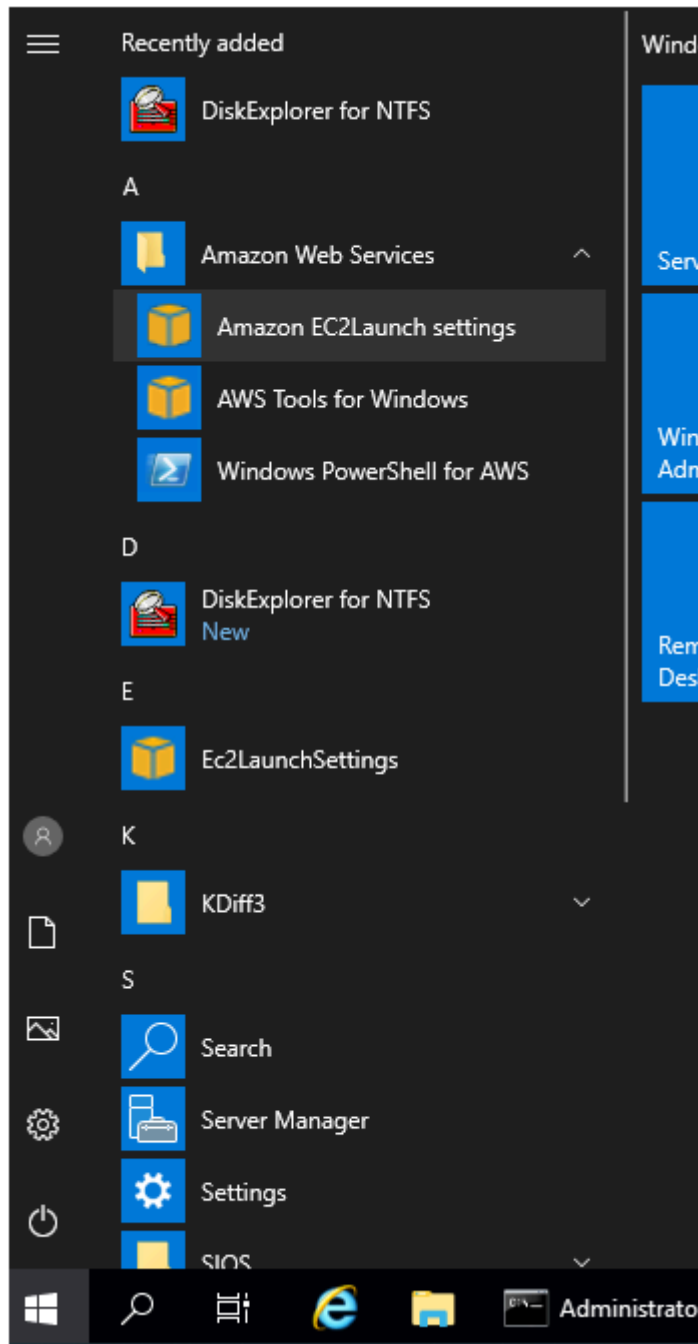 Recently added
DiskExplorer for NTFS
A
Amazon Web Services
Amazon EC2Launch settings
AWS Tools for Windows
Windows PowerShell for AWS
D
DiskExplorer for NTFS
New
E
Ec2LaunchSettings
K
KDiff3
S
Search
Server Manager
Settings
SIOS
Wind
Serv
Win
Adm
Rem
Des
Administrato